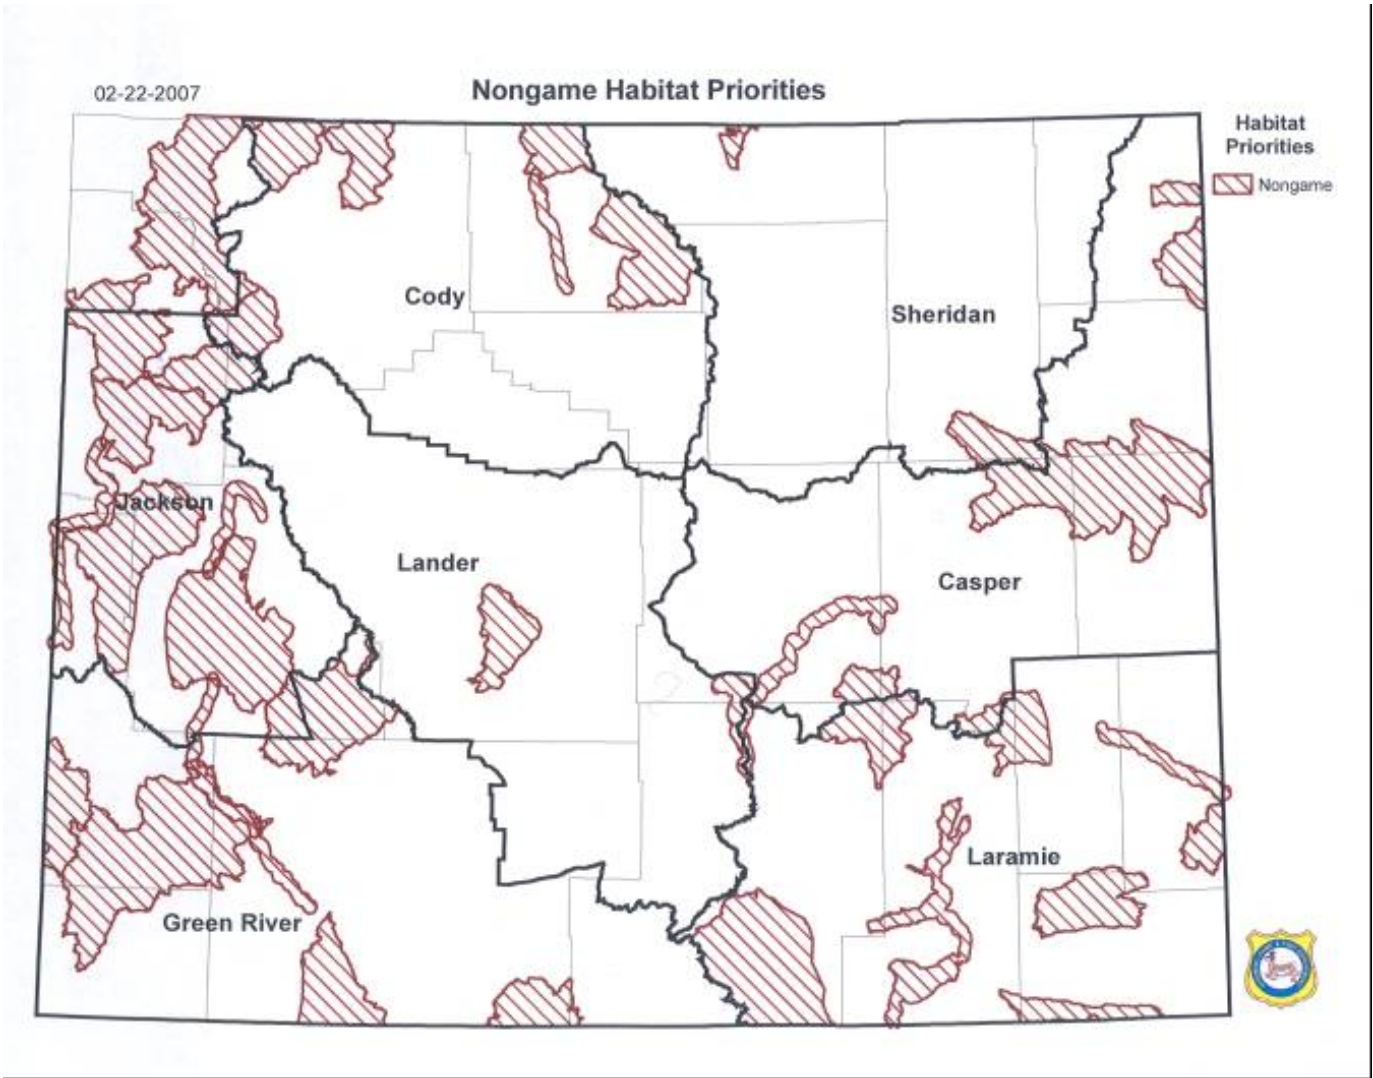 02-22-2007
Nongame Habitat Priorities
Habitat
Priorities
Nongame
Cody
Sheridan
Jackson
Lander
Casper
Laramie
Green River